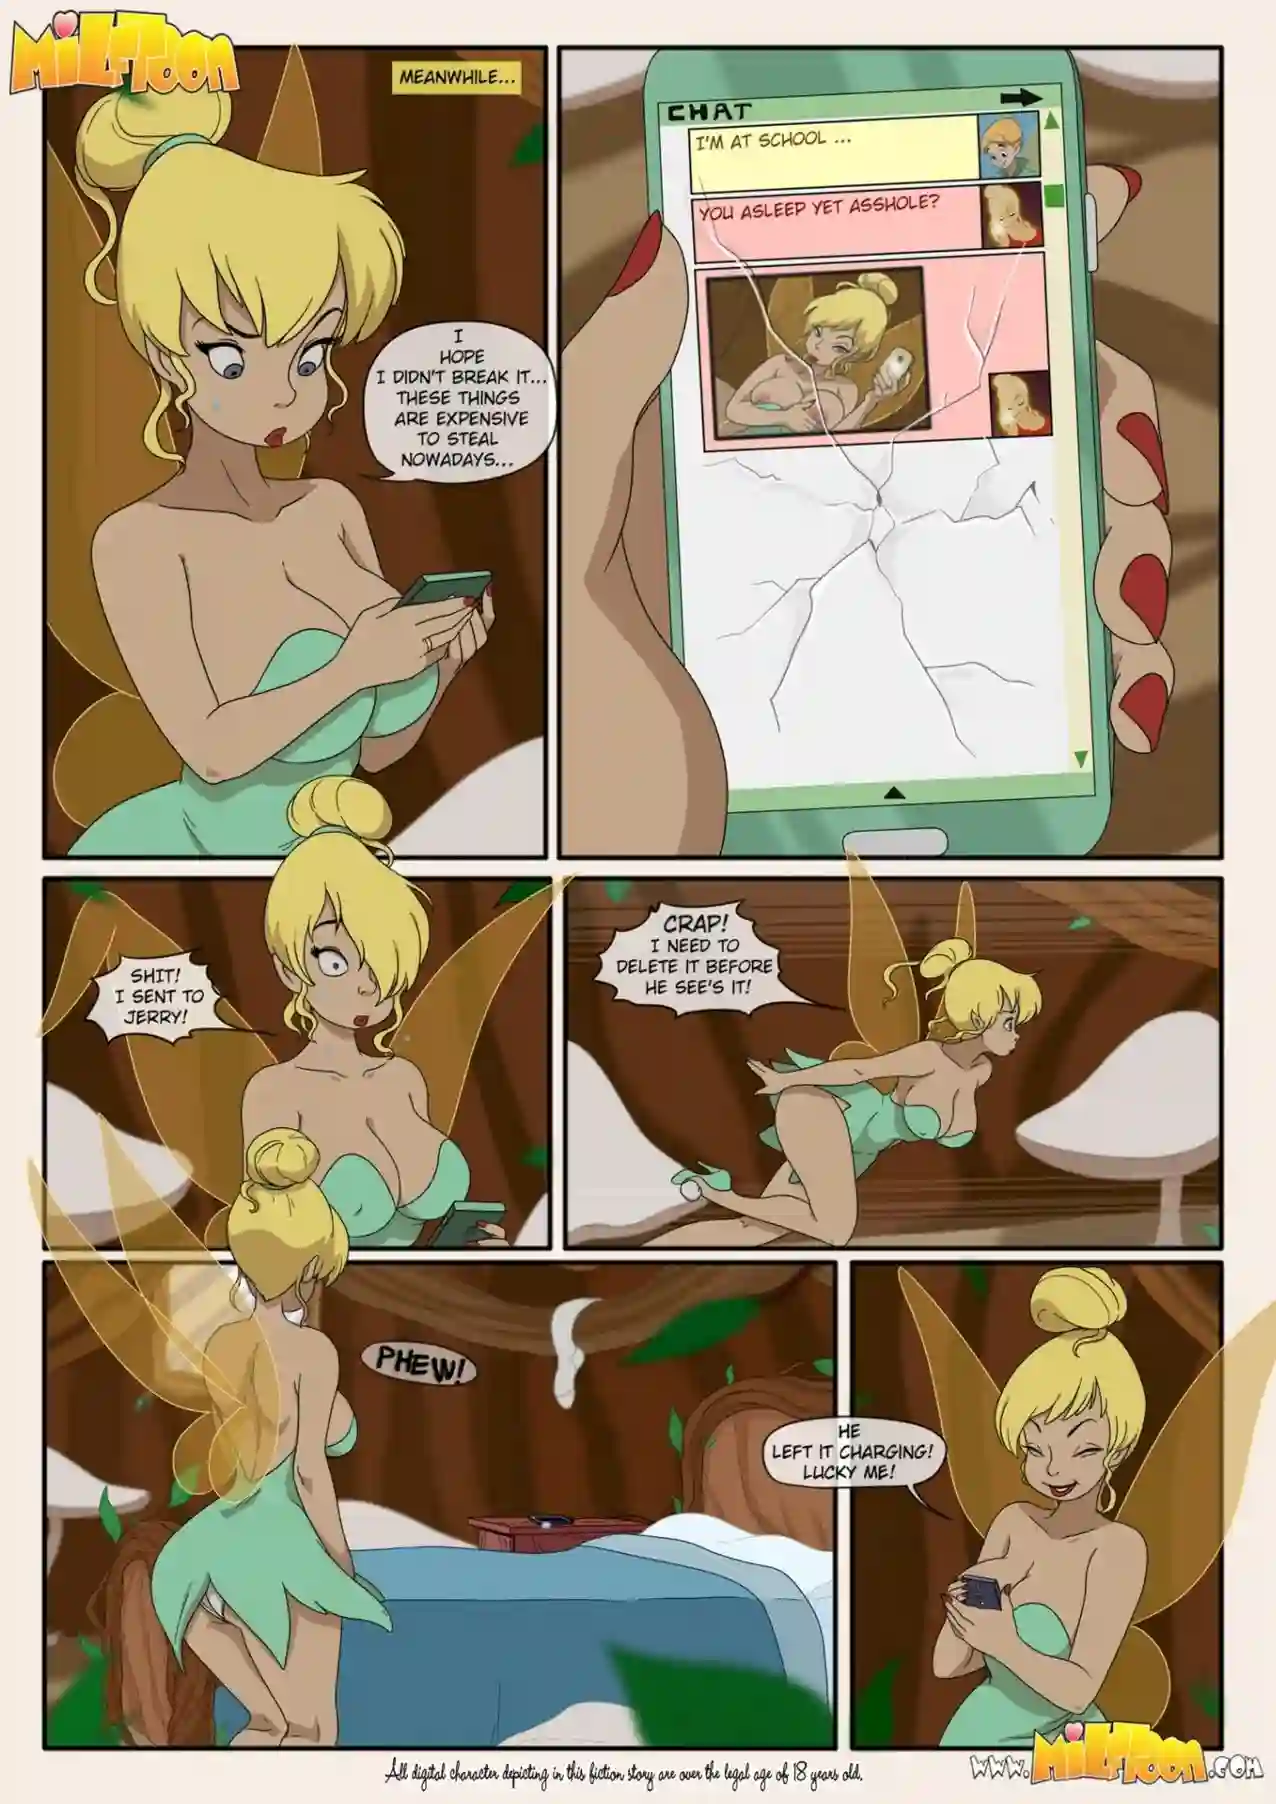 MILFTOON
MEANWHILE...
I
HOPE
I DIDN'T BREAK IT...
THESE THINGS
ARE EXPENSIVE
TO STEAL
NOWADAYS...
CHAT
I'M AT SCHOOL ...
YOU ASLEEP YET ASSHOLE?
SHIT!
I SENT TO
JERRY!
CRAP!
I NEED TO
DELETE IT BEFORE
HE SEE'S IT!
PHEW!
HE
LEFT IT CHARGING!
LUCKY ME!
All digital character depicting in this fiction story are over the legal age of 18 years old.
www.MILFTOON.com